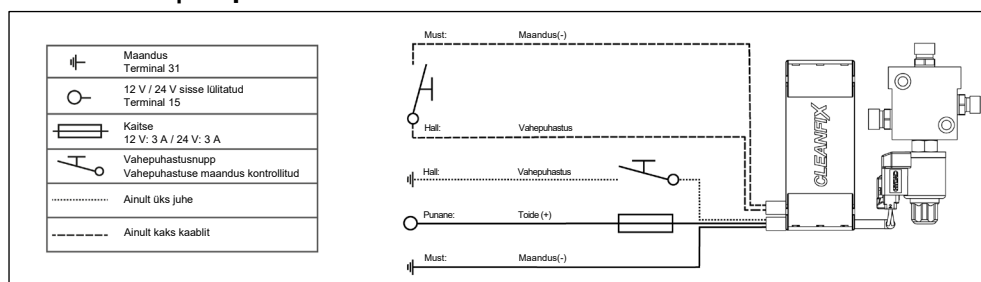 Maandus
Terminal 31
12 V / 24 V sisse lülitatud
Terminal 15
Kaitse
12 V: 3 A / 24 V: 3 A
Vahepuhastusnupp
Vahepuhastuse maandus kontrollitud
Ainult üks juhe
Ainult kaks kaablit
Must: Maandus(-)
Hall: Vahepuhastus
Hall: Vahepuhastus
Punane: Toide (+)
Must: Maandus(-)
CLEANFIX